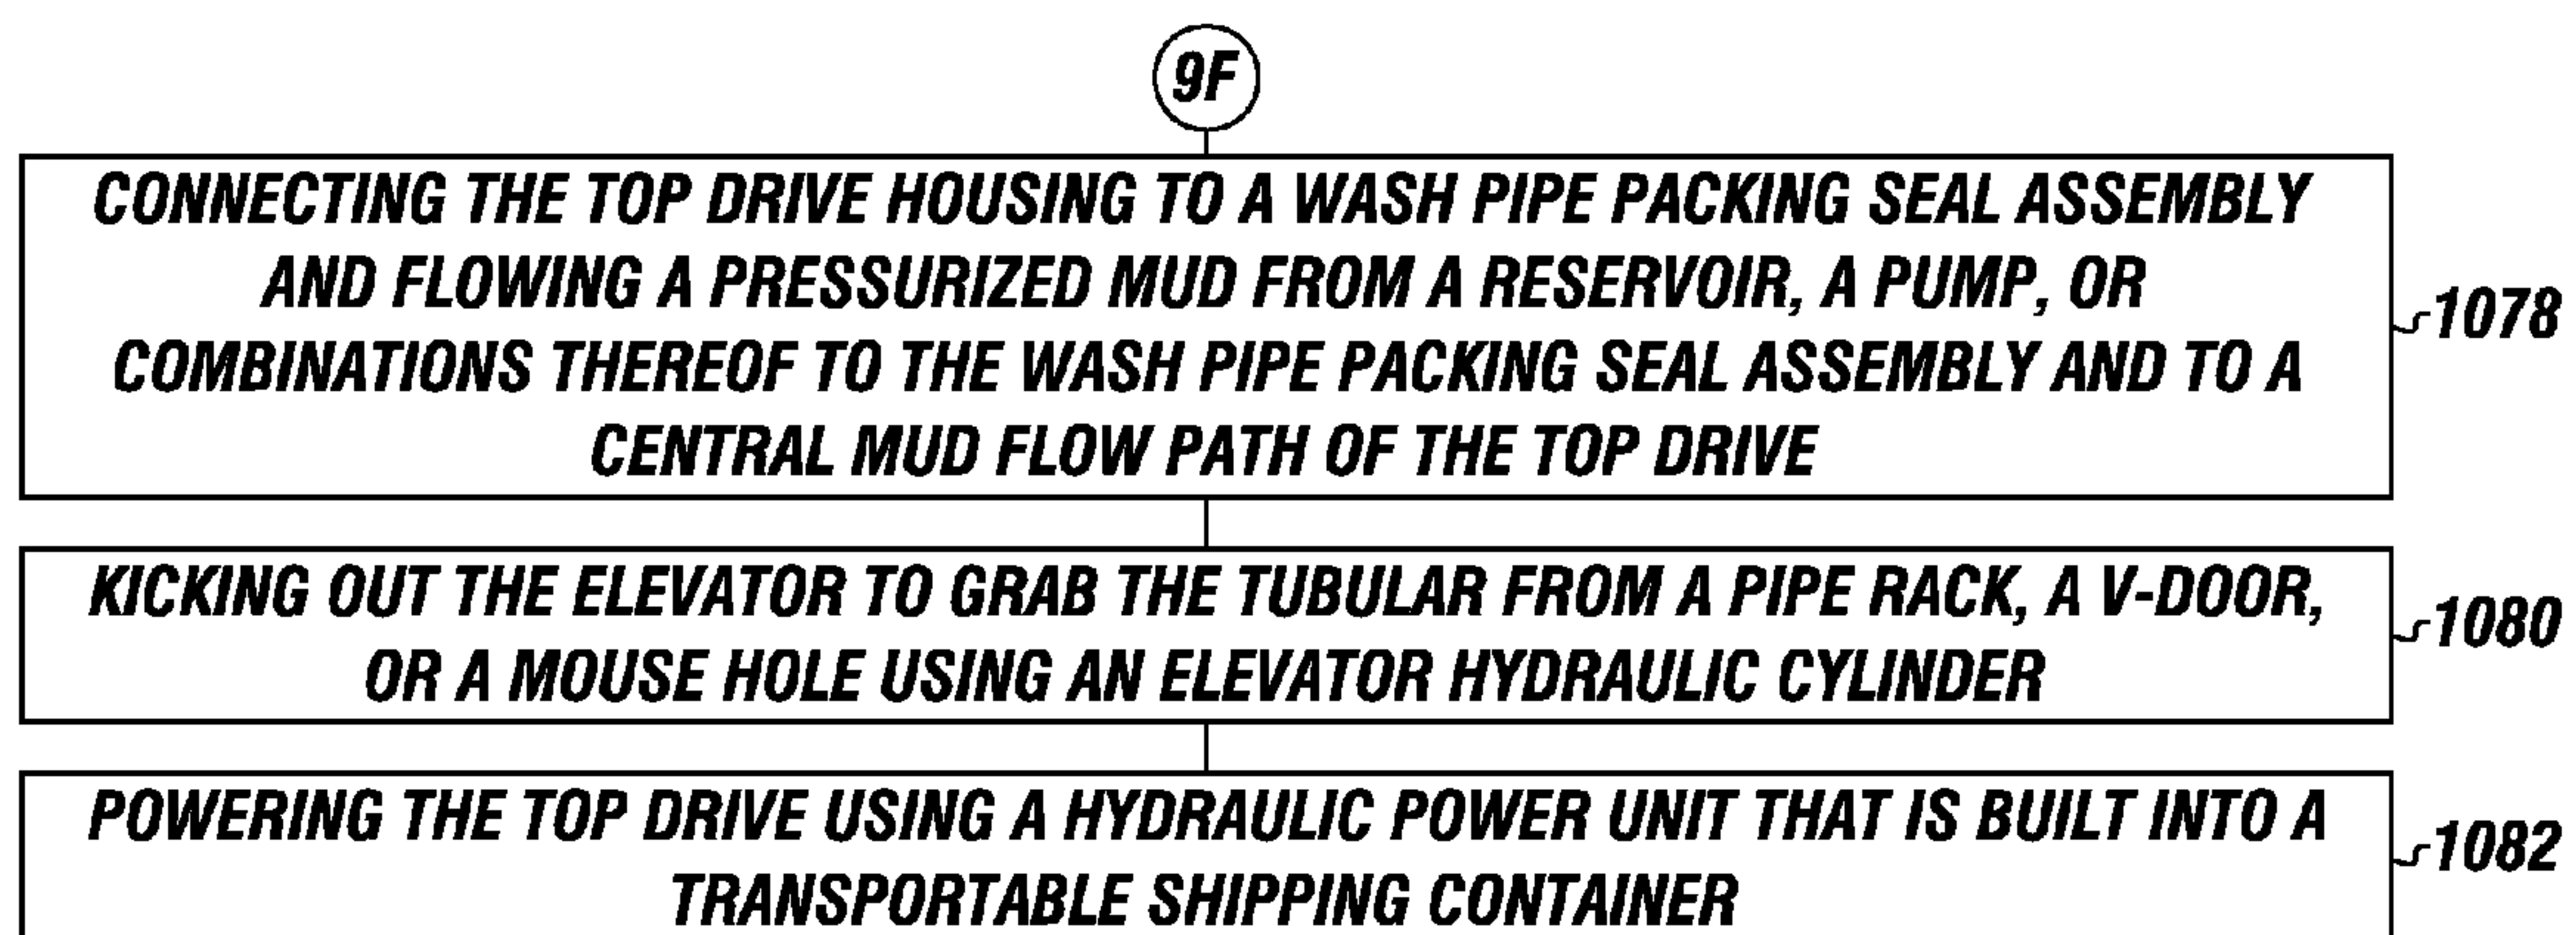 9F
CONNECTING THE TOP DRIVE HOUSING TO A WASH PIPE PACKING SEAL ASSEMBLY
AND FLOWING A PRESSURIZED MUD FROM A RESERVOIR, A PUMP, OR
COMBINATIONS THEREOF TO THE WASH PIPE PACKING SEAL ASSEMBLY AND TO A
CENTRAL MUD FLOW PATH OF THE TOP DRIVE
1078
KICKING OUT THE ELEVATOR TO GRAB THE TUBULAR FROM A PIPE RACK, A V-DOOR,
OR A MOUSE HOLE USING AN ELEVATOR HYDRAULIC CYLINDER
1080
POWERING THE TOP DRIVE USING A HYDRAULIC POWER UNIT THAT IS BUILT INTO A
TRANSPORTABLE SHIPPING CONTAINER
1082